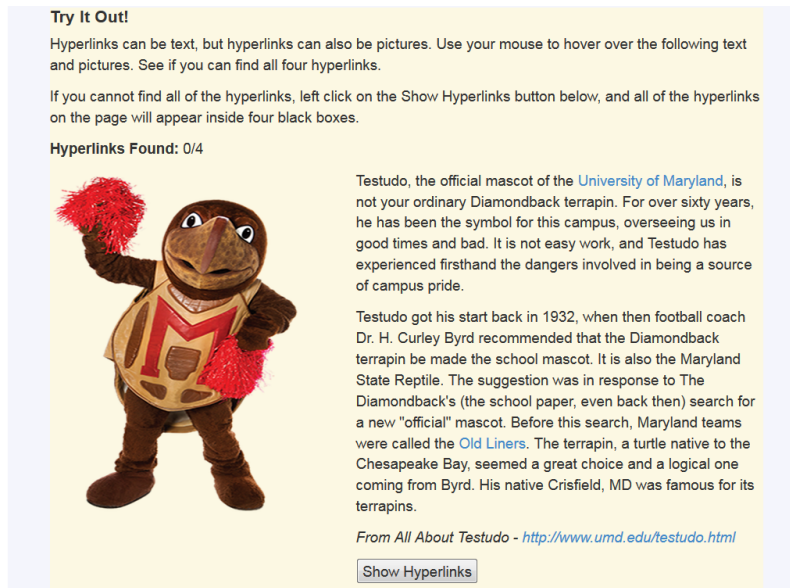 Try It Out!
Hyperlinks can be text, but hyperlinks can also be pictures. Use your mouse to hover over the following text
and pictures. See if you can find all four hyperlinks.
If you cannot find all of the hyperlinks, left click on the Show Hyperlinks button below, and all of the hyperlinks
on the page will appear inside four black boxes.
Hyperlinks Found: 0/4
Testudo, the official mascot of the University of Maryland, is
not your ordinary Diamondback terrapin. For over sixty years,
he has been the symbol for this campus, overseeing us in
good times and bad. It is not easy work, and Testudo has
experienced firsthand the dangers involved in being a source
of campus pride.
Testudo got his start back in 1932, when then football coach
Dr. H. Curley Byrd recommended that the Diamondback
terrapin be made the school mascot. It is also the Maryland
State Reptile. The suggestion was in response to The
Diamondback's (the school paper, even back then) search for
a new "official" mascot. Before this search, Maryland teams
were called the Old Liners. The terrapin, a turtle native to the
Chesapeake Bay, seemed a great choice and a logical one
coming from Byrd. His native Crisfield, MD was famous for its
terrapins.
From All About Testudo - http://www.umd.edu/testudo.html
Show Hyperlinks
M